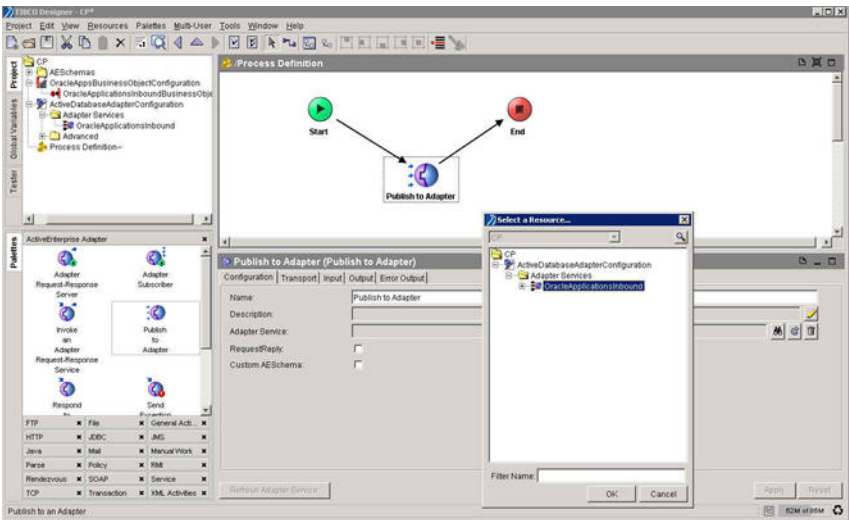 TIBCO Designer - CP*
Project Edit View Resources Palettes Multi-User Tools Window Help
Project
Global Variables
Tester
CP
AESchemas
OracleAppsBusinessObjectConfiguration
OracleApplicationsInboundBusinessObje
ActiveDatabaseAdapterConfiguration
Adapter Services
OracleApplicationsInbound
Advanced
Process Definition~
/Process Definition
Start
End
Publish to Adapter
Palettes
ActiveEnterprise Adapter
Adapter
Request-Response
Server
Adapter
Subscriber
Invoke
an
Adapter
Request-Response
Service
Publish
to
Adapter
Respond
to
Send
Exception
FTP File General Acti...
HTTP JDBC JMS
Java Mail Manual Work
Parse Policy RMI
Rendezvous SOAP Service
TCP Transaction XML Activities
Publish to Adapter (Publish to Adapter)
Configuration Transport Input Output Error Output
Name: Publish to Adapter
Description:
Adapter Service:
RequestReply:
Custom AESchema:
Refresh Adapter Service
Apply Reset
Select a Resource...
CP
CP
ActiveDatabaseAdapterConfiguration
Adapter Services
OracleApplicationsInbound
Filter Name:
OK Cancel
Publish to an Adapter
62M of 95M